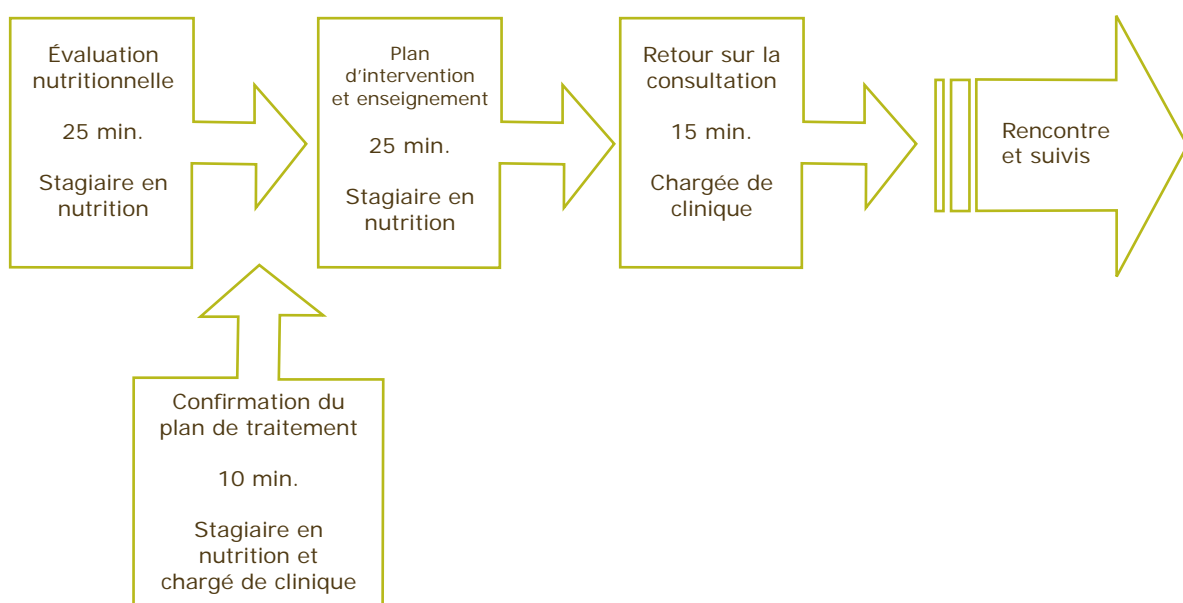 Évaluation
nutritionnelle
25 min.
Stagiaire en
nutrition
Plan
d'intervention
et enseignement
25 min.
Stagiaire en
nutrition
Retour sur la
consultation
15 min.
Chargée de
clinique
Rencontre
et suivis
Confirmation du
plan de traitement
10 min.
Stagiaire en
nutrition et
chargé de clinique